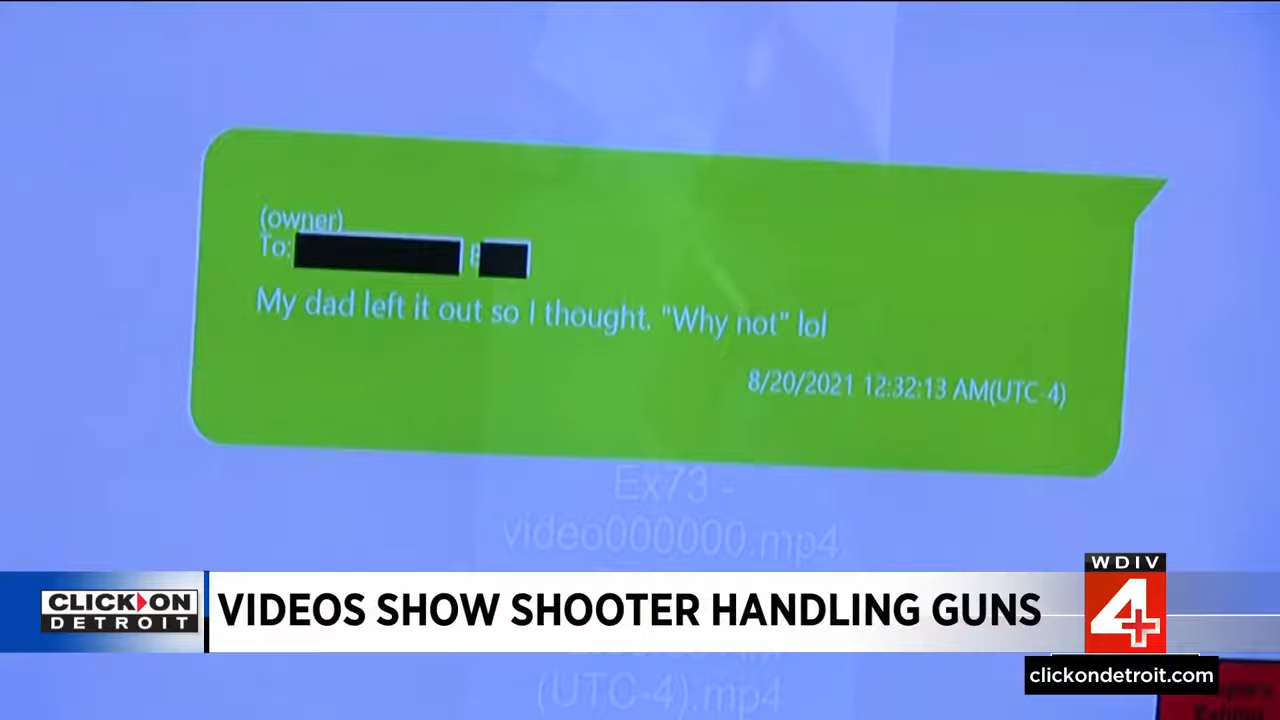 (owner)
To:
My dad left it out so I thought. "Why not" lol
8/20/2021 12:32:13 AM(UTC-4)
Ex73 -
video000000.mp4
(UTC-4).mp4
CLICK ON
DETROIT
VIDEOS SHOW SHOOTER HANDLING GUNS
WDIV
4
clickondetroit.com